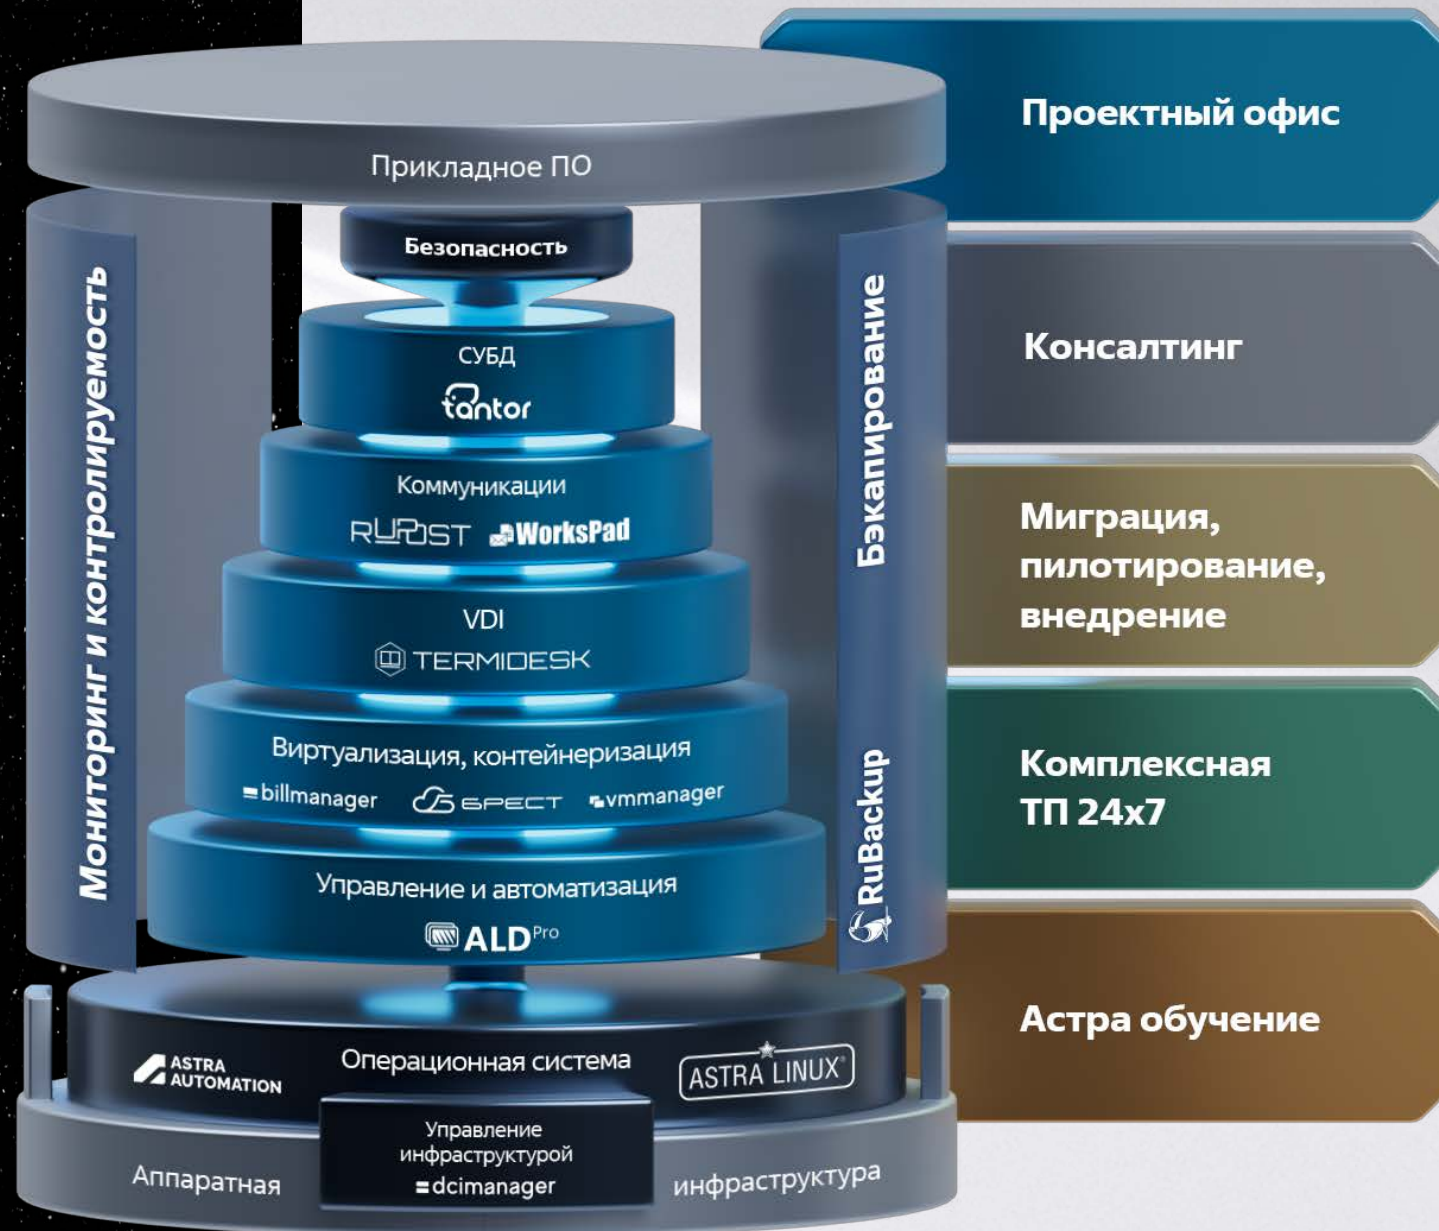 Прикладное ПО
Безопасность
СУБД
tantor
Коммуникации
RUPOST WorksPad
VDI
TERMIDESK
Виртуализация, контейнеризация
billmanager БРЕСТ vmmanager
Управление и автоматизация
ALD Pro
ASTRA
AUTOMATION
Операционная система
ASTRA LINUX®
Управление
инфраструктурой
dcimanager
Аппаратная инфраструктура
Мониторинг и контролируемость
Бэкапирование
RuBackup
Проектный офис
Консалтинг
Миграция,
пилотирование,
внедрение
Комплексная
ТП 24x7
Астра обучение